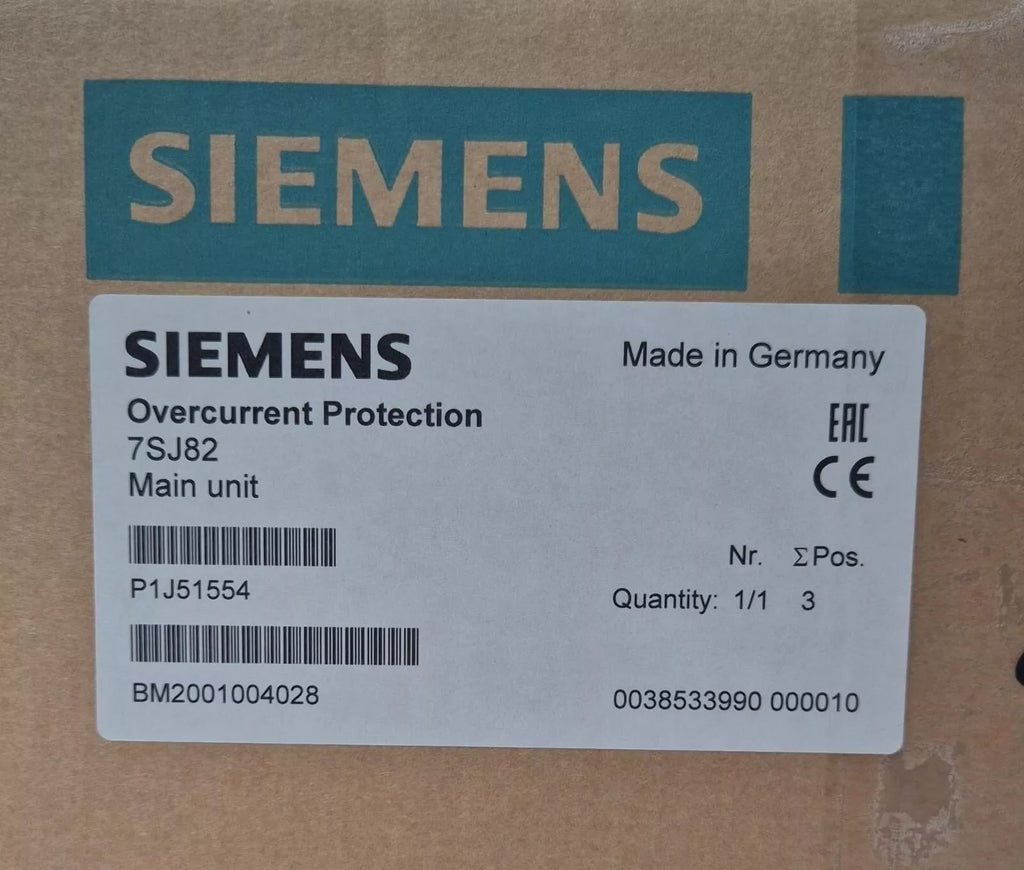 SIEMENS
SIEMENS
Made in Germany
Overcurrent Protection
7SJ82
Main unit
EAC
CE
P1J51554
Nr. ΣPos.
Quantity: 1/1 3
BM2001004028
0038533990 000010